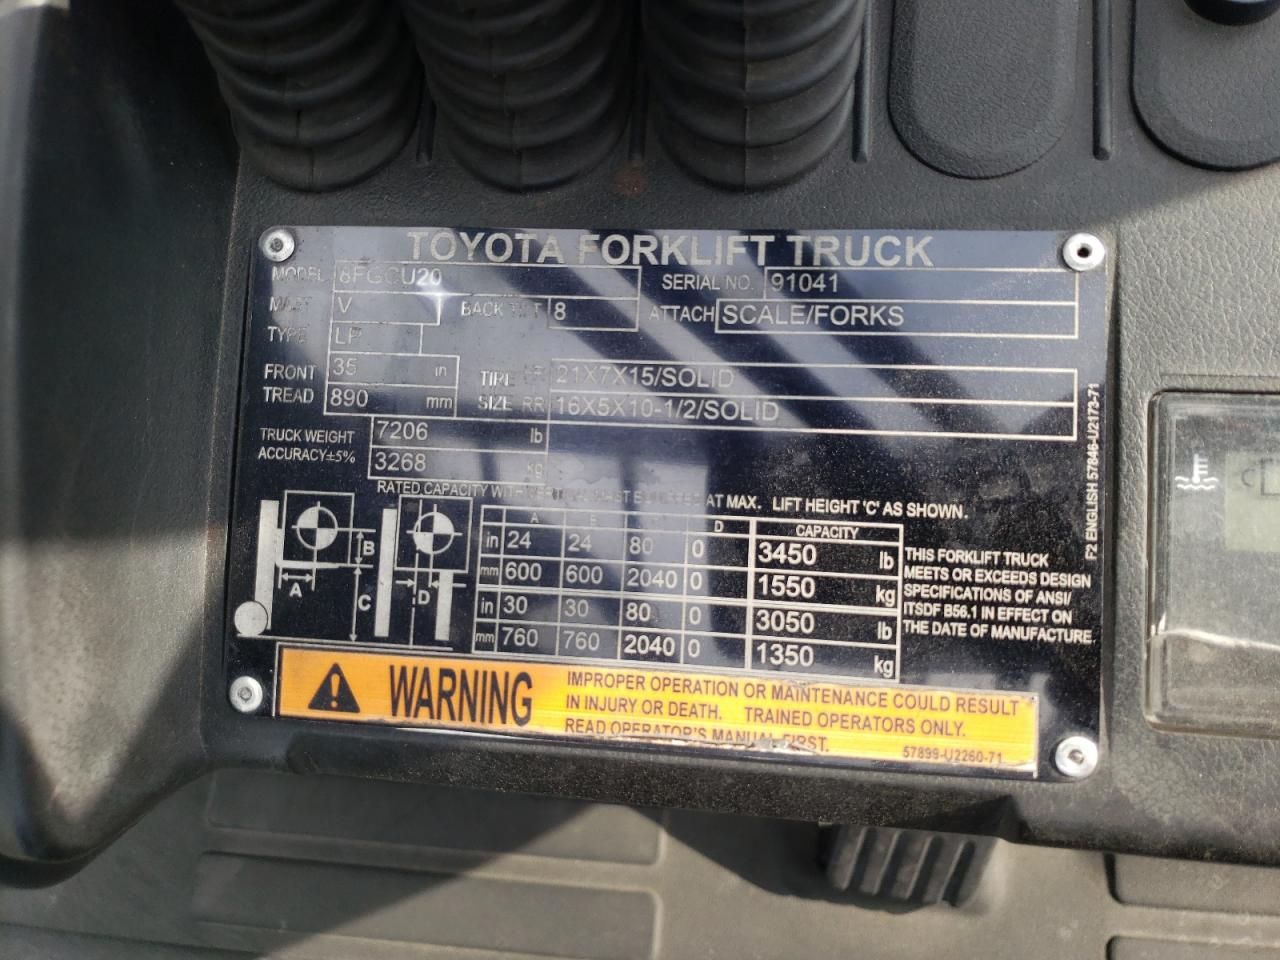 TOYOTA FORKLIFT TRUCK
MODEL 8FGCU20 SERIAL NO. 91041
MAST V BACK TILT 8 ATTACH SCALE/FORKS
TYPE LP
FRONT TREAD 35 in TIRE SIZE 21X7X15/SOLID
890 mm RR 16X5X10-1/2/SOLID
TRUCK WEIGHT 7206 lb
ACCURACY±5% 3268 kg
RATED CAPACITY WITH VERTICAL MAST EQUIPPED AT MAX. LIFT HEIGHT 'C' AS SHOWN.
A B C D CAPACITY
in 24 24 80 0 3450 lb
mm 600 600 2040 0 1550 kg
in 30 30 80 0 3050 lb
mm 760 760 2040 0 1350 kg
A B C D
THIS FORKLIFT TRUCK
MEETS OR EXCEEDS DESIGN
SPECIFICATIONS OF ANSI/
ITSDF B56.1 IN EFFECT ON
THE DATE OF MANUFACTURE.
F2 ENGLISH 57846-U2173-71
WARNING
IMPROPER OPERATION OR MAINTENANCE COULD RESULT
IN INJURY OR DEATH. TRAINED OPERATORS ONLY.
READ OPERATOR'S MANUAL FIRST.
57899-U2260-71